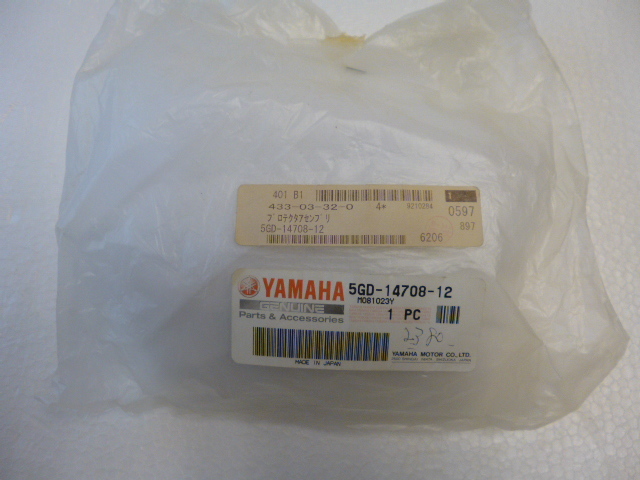 401 B1
433-03-32-0 4* 9210284 0597
ﾌﾟﾛﾃｸﾀｱｾﾝﾌﾞﾘ 897
5GD-14708-12
6206
YAMAHA 5GD-14708-12
GENUINE M081023Y
Parts & Accessories 1 PC
2380-
MADE IN JAPAN YAMAHA MOTOR CO., LTD.